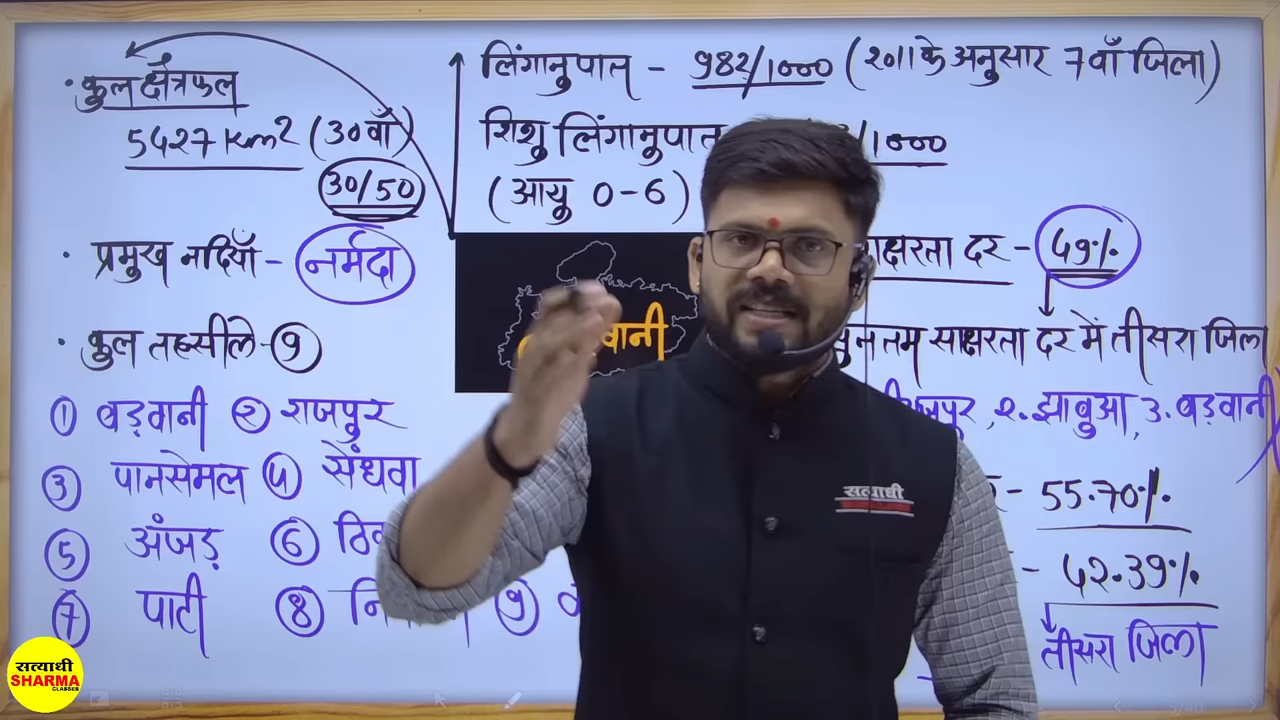 • कुल क्षेत्रफल
5427 Km² (30वाँ)
30/50
• प्रमुख नदियाँ - नर्मदा
• कुल तहसीले - 9
① बड़वानी ② राजपुर
③ पानसेमल ④ सेंधवा
⑤ अंजड़ ⑥
⑦ पाटी ⑧ ⑨
लिंगानुपात - 982/1000 (2011 के अनुसार 7वाँ जिला)
शिशु लिंगानुपात /1000
(आयु 0-6)
वानी
दर - 49%
साक्षरता दर में तीसरा जिला
2. झाबुआ, 3. बड़वानी
- 55.70%
- 42.39%
तीसरा जिला
सत्यार्थी
सत्यार्थी
SHARMA
CLASSES